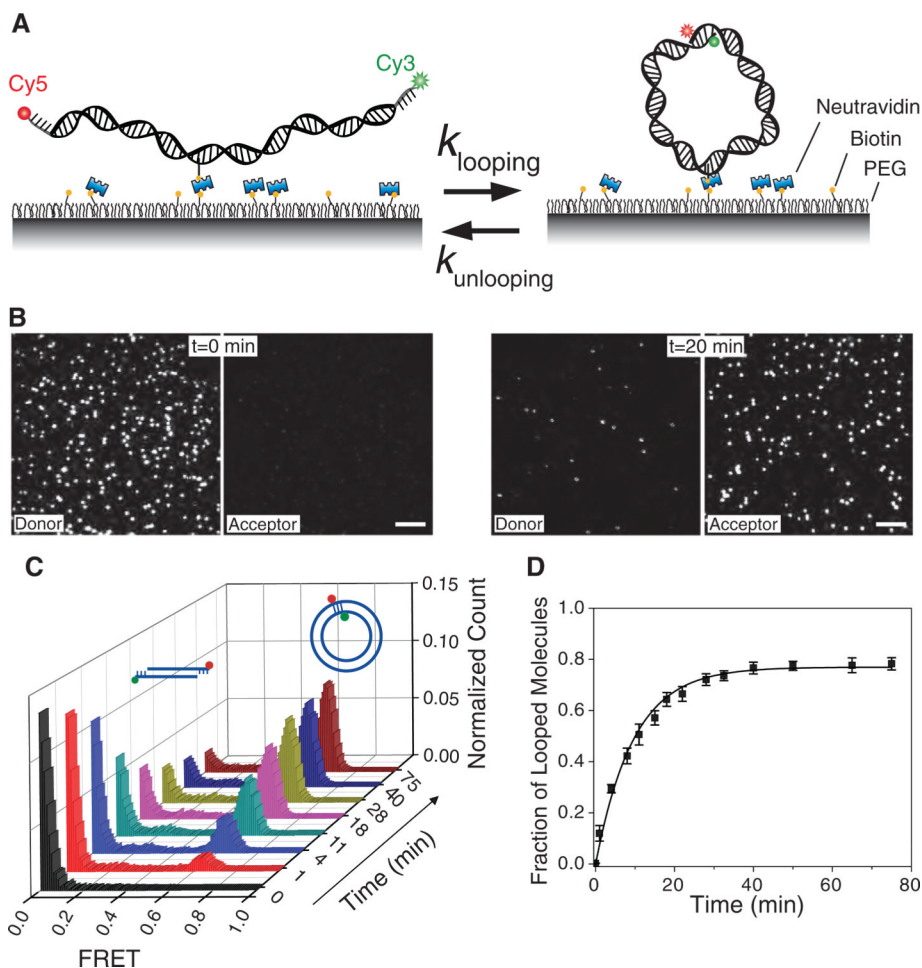 A
Cy5
Cy3
k looping
k unlooping
Neutravidin
Biotin
PEG
B
t=0 min
Donor
Acceptor
t=20 min
Donor
Acceptor
C
0.15
0.10
0.05
0.00
Normalized Count
0.0
0.2
0.4
0.6
0.8
1.0
FRET
0
1
4
11
18
28
40
75
Time (min)
D
1.0
0.8
0.6
0.4
0.2
0.0
Fraction of Looped Molecules
0 20 40 60 80
Time (min)